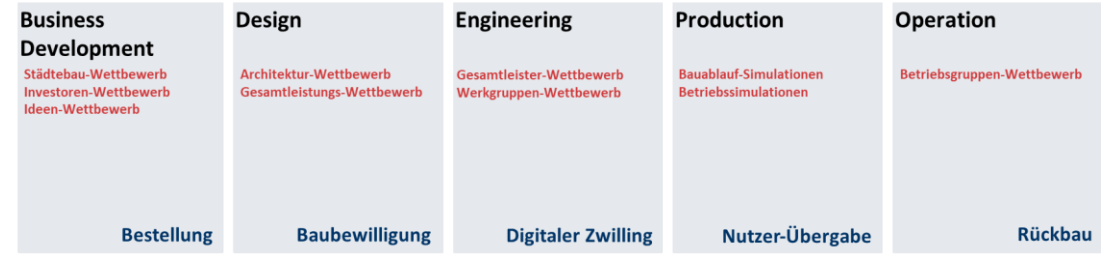 Business
Development
Städtebau-Wettbewerb
Investoren-Wettbewerb
Ideen-Wettbewerb
Bestellung
Design
Architektur-Wettbewerb
Gesamtleistungs-Wettbewerb
Baubewilligung
Engineering
Gesamtleister-Wettbewerb
Werkgruppen-Wettbewerb
Digitaler Zwilling
Production
Bauablauf-Simulationen
Betriebssimulationen
Nutzer-Übergabe
Operation
Betriebsgruppen-Wettbewerb
Rückbau